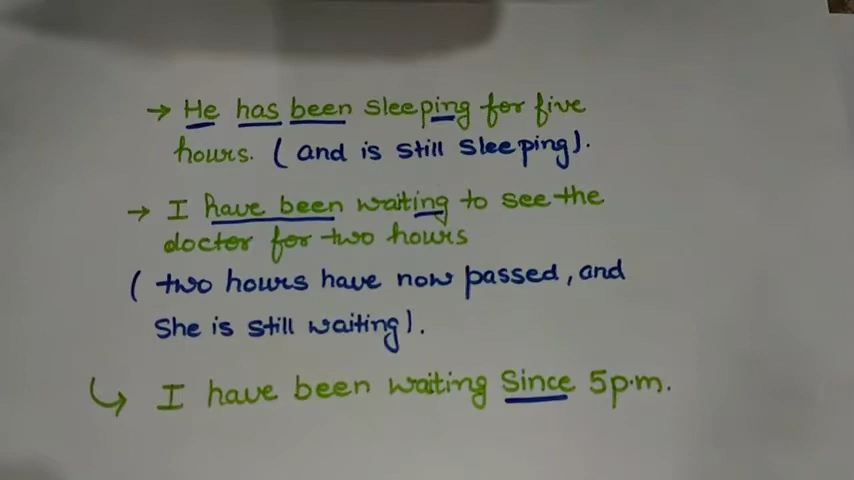 → He has been sleeping for five
hours. (and is still sleeping).
→ I have been waiting to see the
doctor for two hours
( two hours have now passed, and
She is still waiting).
↳ I have been waiting Since 5p.m.